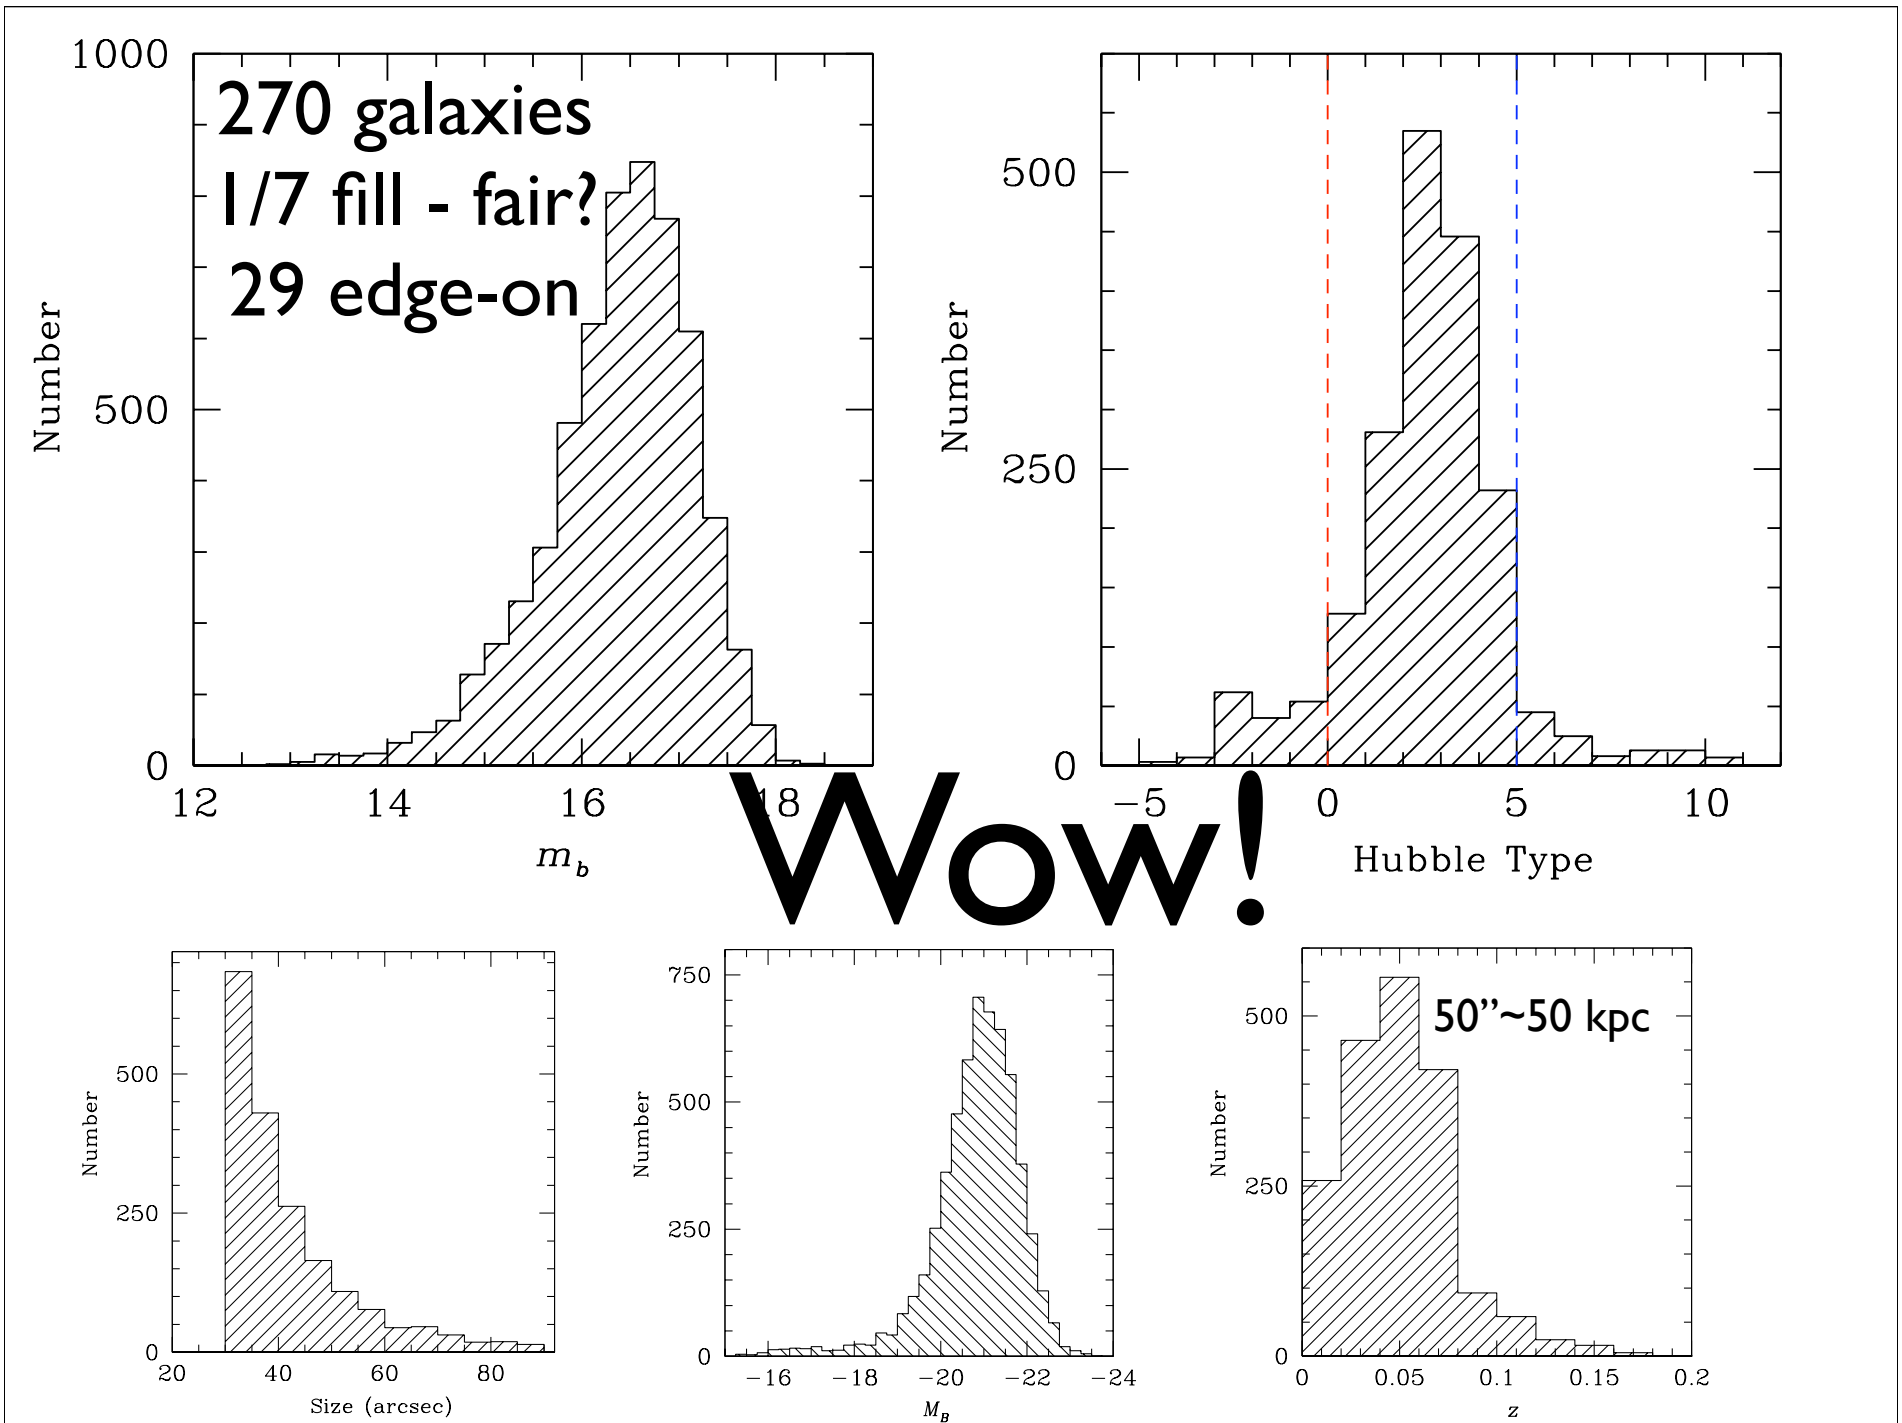 270 galaxies
1/7 fill - fair?
29 edge-on
1000
500
0
Number
12 14 16 18
m_b
500
250
0
Number
−5 0 5 10
Hubble Type
Wow!
500
250
0
Number
20 40 60 80
Size (arcsec)
750
500
250
0
Number
−16 −18 −20 −22 −24
M_B
50”~50 kpc
500
250
0
Number
0 0.05 0.1 0.15 0.2
z